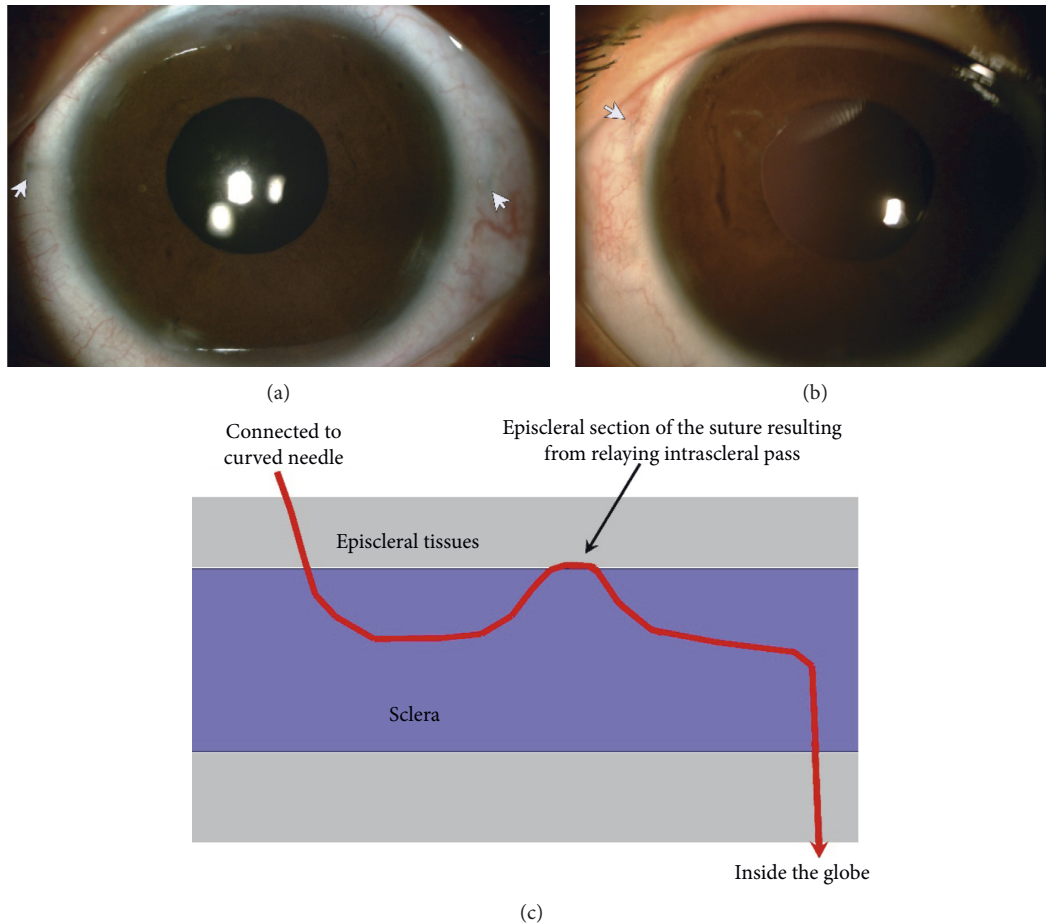 (a)
(b)
Connected to
curved needle
Episcleral section of the suture resulting
from relaying intrascleral pass
Episcleral tissues
Sclera
Inside the globe
(c)